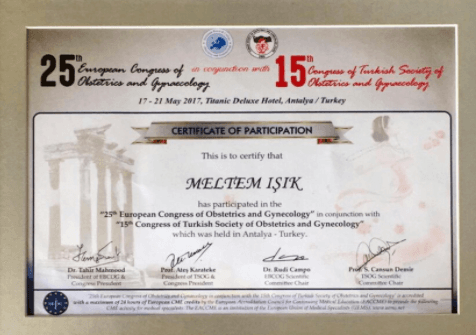 25th European Congress of Obstetrics and Gynaecology in conjunction with 15th Congress of Turkish Society of Obstetrics and Gynaecology
17 - 21 May 2017, Titanic Deluxe Hotel, Antalya / Turkey
CERTIFICATE OF PARTICIPATION
This is to certify that
MELTEM IŞIK
has participated in the
"25th European Congress of Obstetrics and Gynecology" in conjunction with
"15th Congress of Turkish Society of Obstetrics and Gynecology"
which was held in Antalya - Turkey.
Dr. Tahir Mahmood
President of EBCOG &
Congress President
Prof. Ateş Karateke
President of TSOG &
Congress President
Dr. Rudi Campo
EBCOG Scientific
Committee Chair
Prof. S. Cansun Demir
TSOG Scientific
Committee Chair